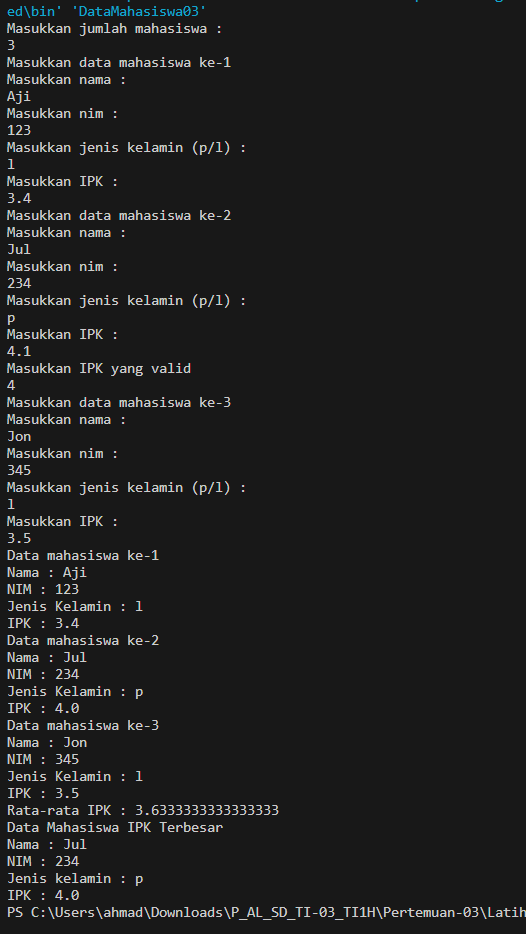 ed\bin' 'DataMahasiswa03'
Masukkan jumlah mahasiswa :
3
Masukkan data mahasiswa ke-1
Masukkan nama :
Aji
Masukkan nim :
123
Masukkan jenis kelamin (p/l) :
l
Masukkan IPK :
3.4
Masukkan data mahasiswa ke-2
Masukkan nama :
Jul
Masukkan nim :
234
Masukkan jenis kelamin (p/l) :
p
Masukkan IPK :
4.1
Masukkan IPK yang valid
4
Masukkan data mahasiswa ke-3
Masukkan nama :
Jon
Masukkan nim :
345
Masukkan jenis kelamin (p/l) :
l
Masukkan IPK :
3.5
Data mahasiswa ke-1
Nama : Aji
NIM : 123
Jenis Kelamin : l
IPK : 3.4
Data mahasiswa ke-2
Nama : Jul
NIM : 234
Jenis Kelamin : p
IPK : 4.0
Data mahasiswa ke-3
Nama : Jon
NIM : 345
Jenis Kelamin : l
IPK : 3.5
Rata-rata IPK : 3.6333333333333333
Data Mahasiswa IPK Terbesar
Nama : Jul
NIM : 234
Jenis kelamin : p
IPK : 4.0
PS C:\Users\ahmad\Downloads\P_AL_SD_TI-03_TI1H\Pertemuan-03\Latih